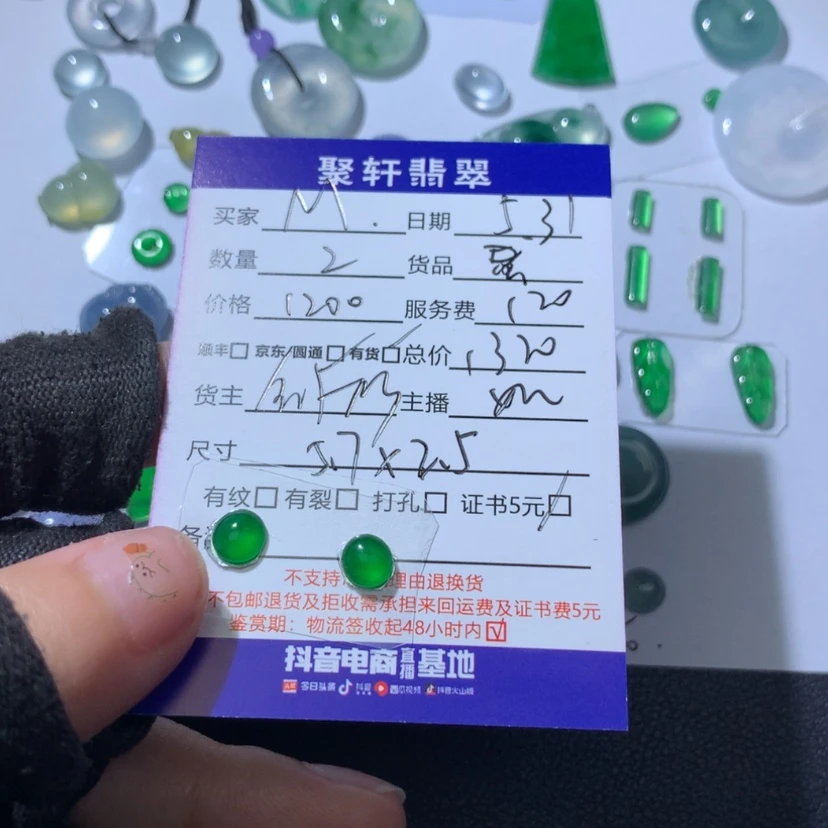 聚轩翡翠
买家 M. 日期 5.31
数量 2 货品
价格 1200 服务费 120
顺丰□ 京东/圆通□ 有货□ 总价 1320
货主 主播
尺寸 5.7×2.5
有纹□ 有裂□ 打孔□ 证书5元□
不支持 理由退换货
不包邮退货及拒收需承担来回运费及证书费5元
鉴赏期：物流签收起48小时内☑
抖音电商直播基地
今日头条 抖音 西瓜视频 抖音火山版